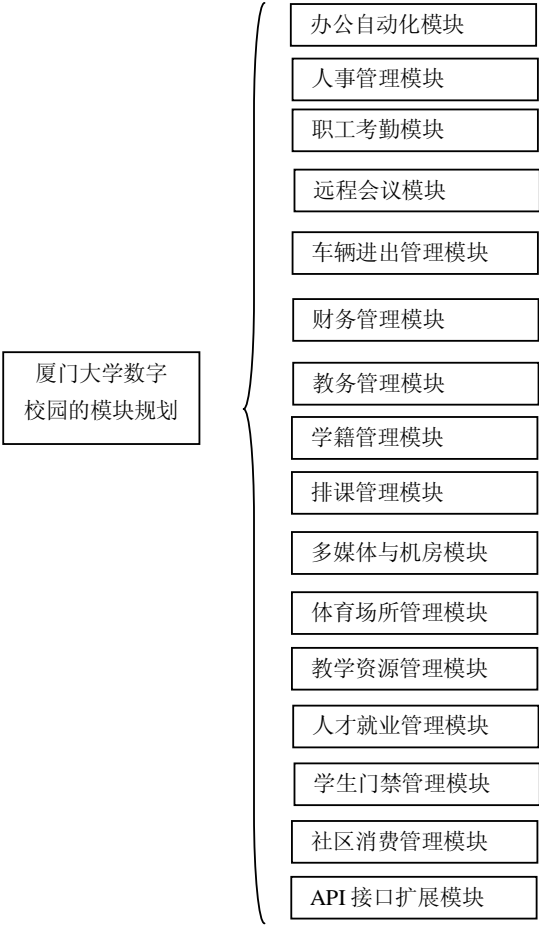 办公自动化模块
人事管理模块
职工考勤模块
远程会议模块
车辆进出管理模块
财务管理模块
厦门大学数字
校园的模块规划
教务管理模块
学籍管理模块
排课管理模块
多媒体与机房模块
体育场所管理模块
教学资源管理模块
人才就业管理模块
学生门禁管理模块
社区消费管理模块
API 接口扩展模块